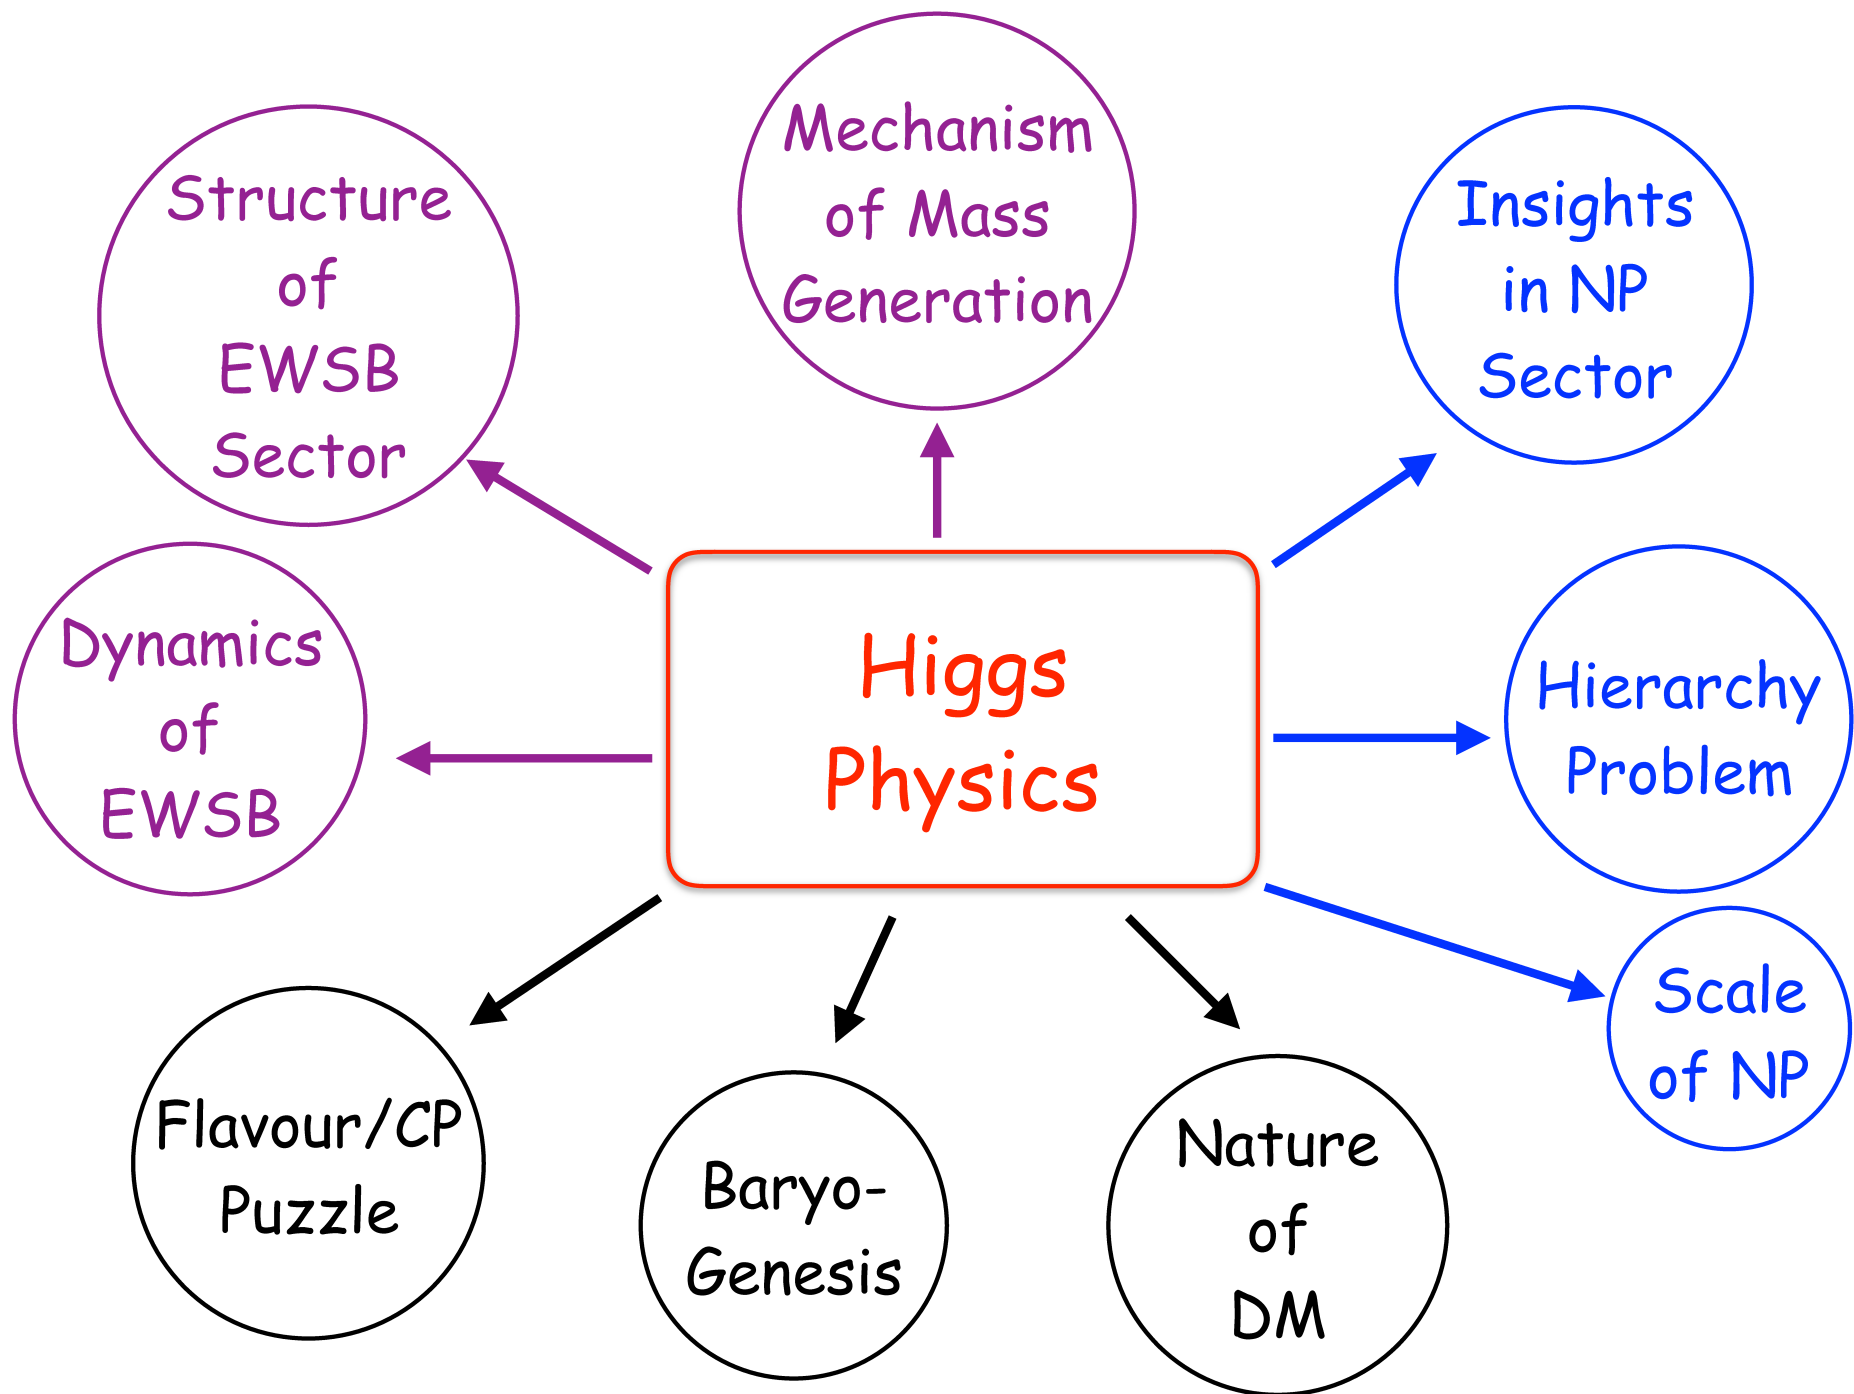 Mechanism
of Mass
Generation
Structure
of
EWSB
Sector
Insights
in NP
Sector
Dynamics
of
EWSB
Higgs
Physics
Hierarchy
Problem
Scale
of NP
Flavour/CP
Puzzle
Baryo-
Genesis
Nature
of
DM